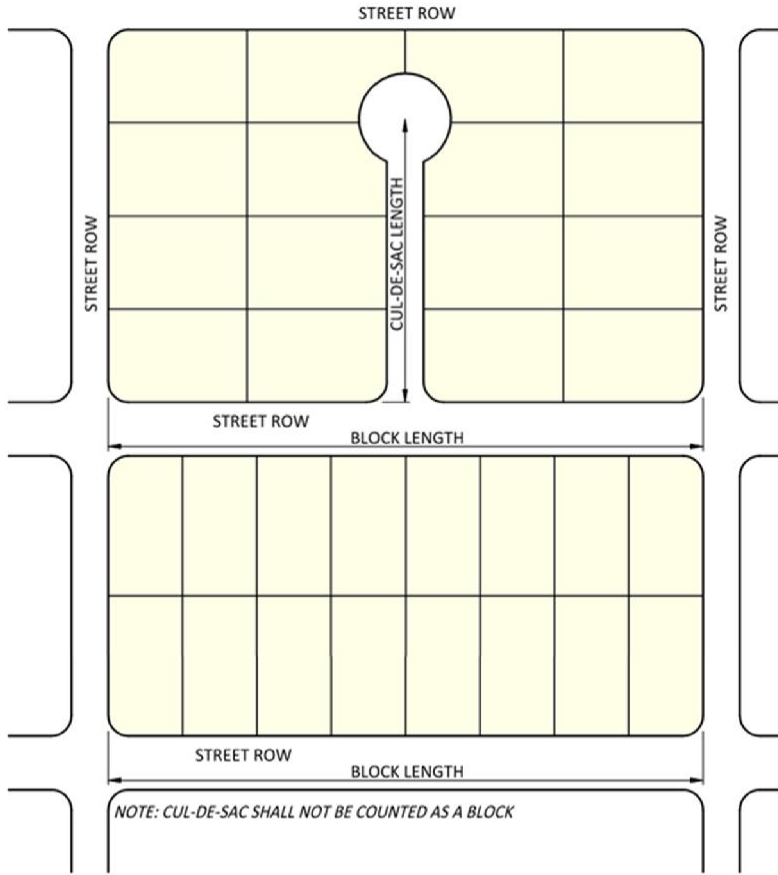 STREET ROW
STREET ROW
CUL-DE-SAC LENGTH
STREET ROW
STREET ROW
BLOCK LENGTH
STREET ROW
BLOCK LENGTH
NOTE: CUL-DE-SAC SHALL NOT BE COUNTED AS A BLOCK